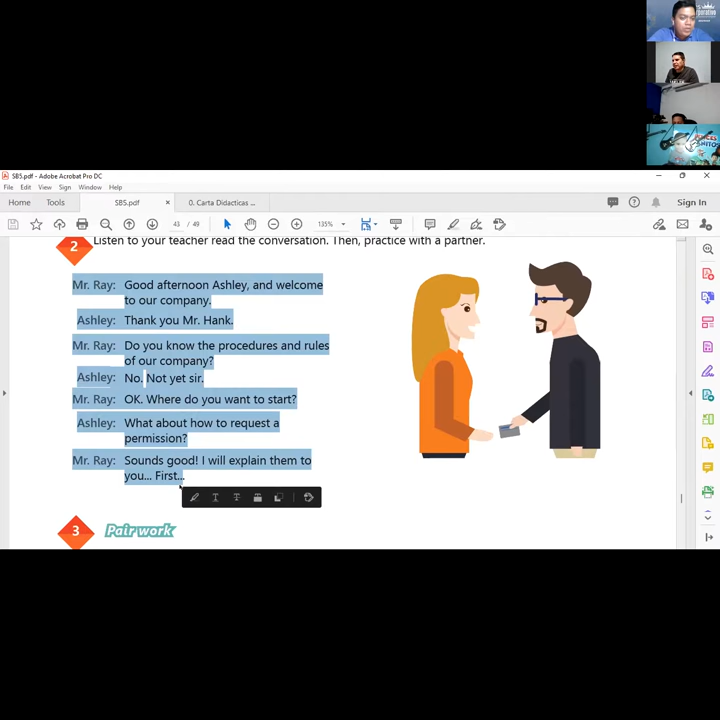 SB5.pdf - Adobe Acrobat Pro DC
File Edit View Sign Window Help
Home Tools SB5.pdf × 0. Carta Didacticas ... Sign In
43 / 49 135%
2 Listen to your teacher read the conversation. Then, practice with a partner.
Mr. Ray: Good afternoon Ashley, and welcome
to our company.
Ashley: Thank you Mr. Hank.
Mr. Ray: Do you know the procedures and rules
of our company?
Ashley: No. Not yet sir.
Mr. Ray: OK. Where do you want to start?
Ashley: What about how to request a
permission?
Mr. Ray: Sounds good! I will explain them to
you... First...
3 Pair work